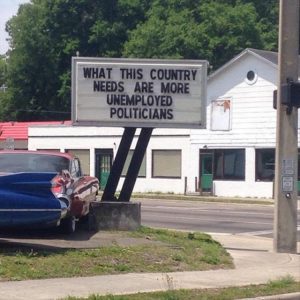 WHAT THIS COUNTRY
NEEDS ARE MORE
UNEMPLOYED
POLITICIANS